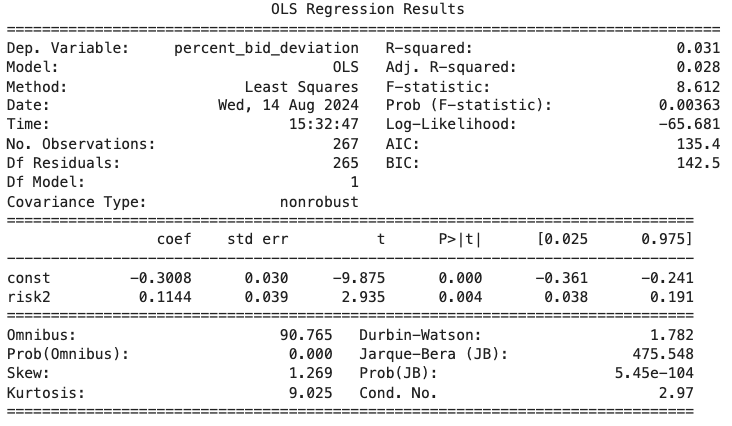 OLS Regression Results
==============================================================================
Dep. Variable:     percent_bid_deviation   R-squared:                       0.031
Model:                               OLS   Adj. R-squared:                  0.028
Method:                    Least Squares   F-statistic:                     8.612
Date:                   Wed, 14 Aug 2024   Prob (F-statistic):            0.00363
Time:                           15:32:47   Log-Likelihood:                -65.681
No. Observations:                    267   AIC:                             135.4
Df Residuals:                        265   BIC:                             142.5
Df Model:                              1
Covariance Type:               nonrobust
==============================================================================
                 coef    std err          t      P>|t|      [0.025      0.975]
------------------------------------------------------------------------------
const         -0.3008      0.030     -9.875      0.000      -0.361      -0.241
risk2          0.1144      0.039      2.935      0.004       0.038       0.191
==============================================================================
Omnibus:                       90.765   Durbin-Watson:                   1.782
Prob(Omnibus):                  0.000   Jarque-Bera (JB):              475.548
Skew:                           1.269   Prob(JB):                    5.45e-104
Kurtosis:                       9.025   Cond. No.                         2.97
==============================================================================